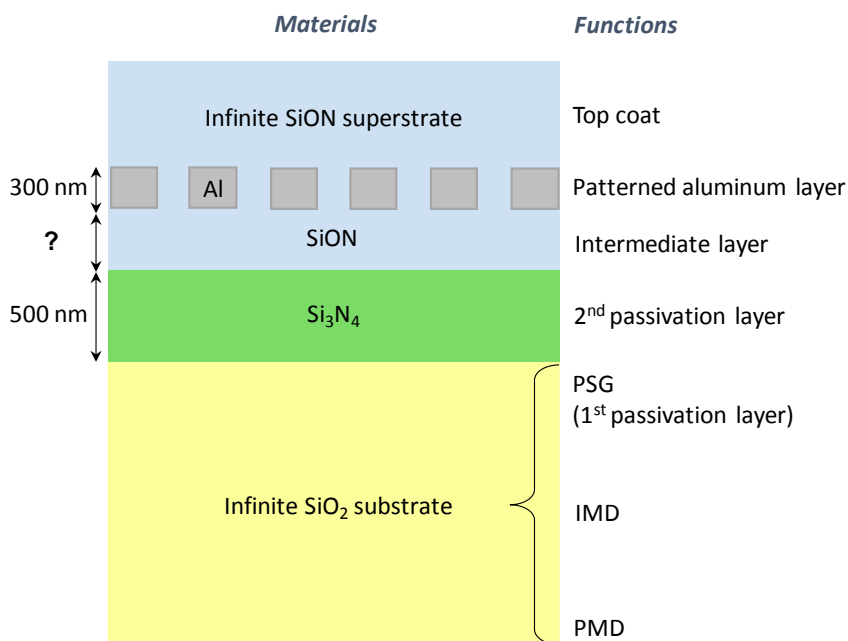 Materials
Functions
Infinite SiON superstrate
Top coat
300 nm
Al
Patterned aluminum layer
?
SiON
Intermediate layer
500 nm
Si₃N₄
2ⁿᵈ passivation layer
PSG
(1ˢᵗ passivation layer)
Infinite SiO₂ substrate
IMD
PMD